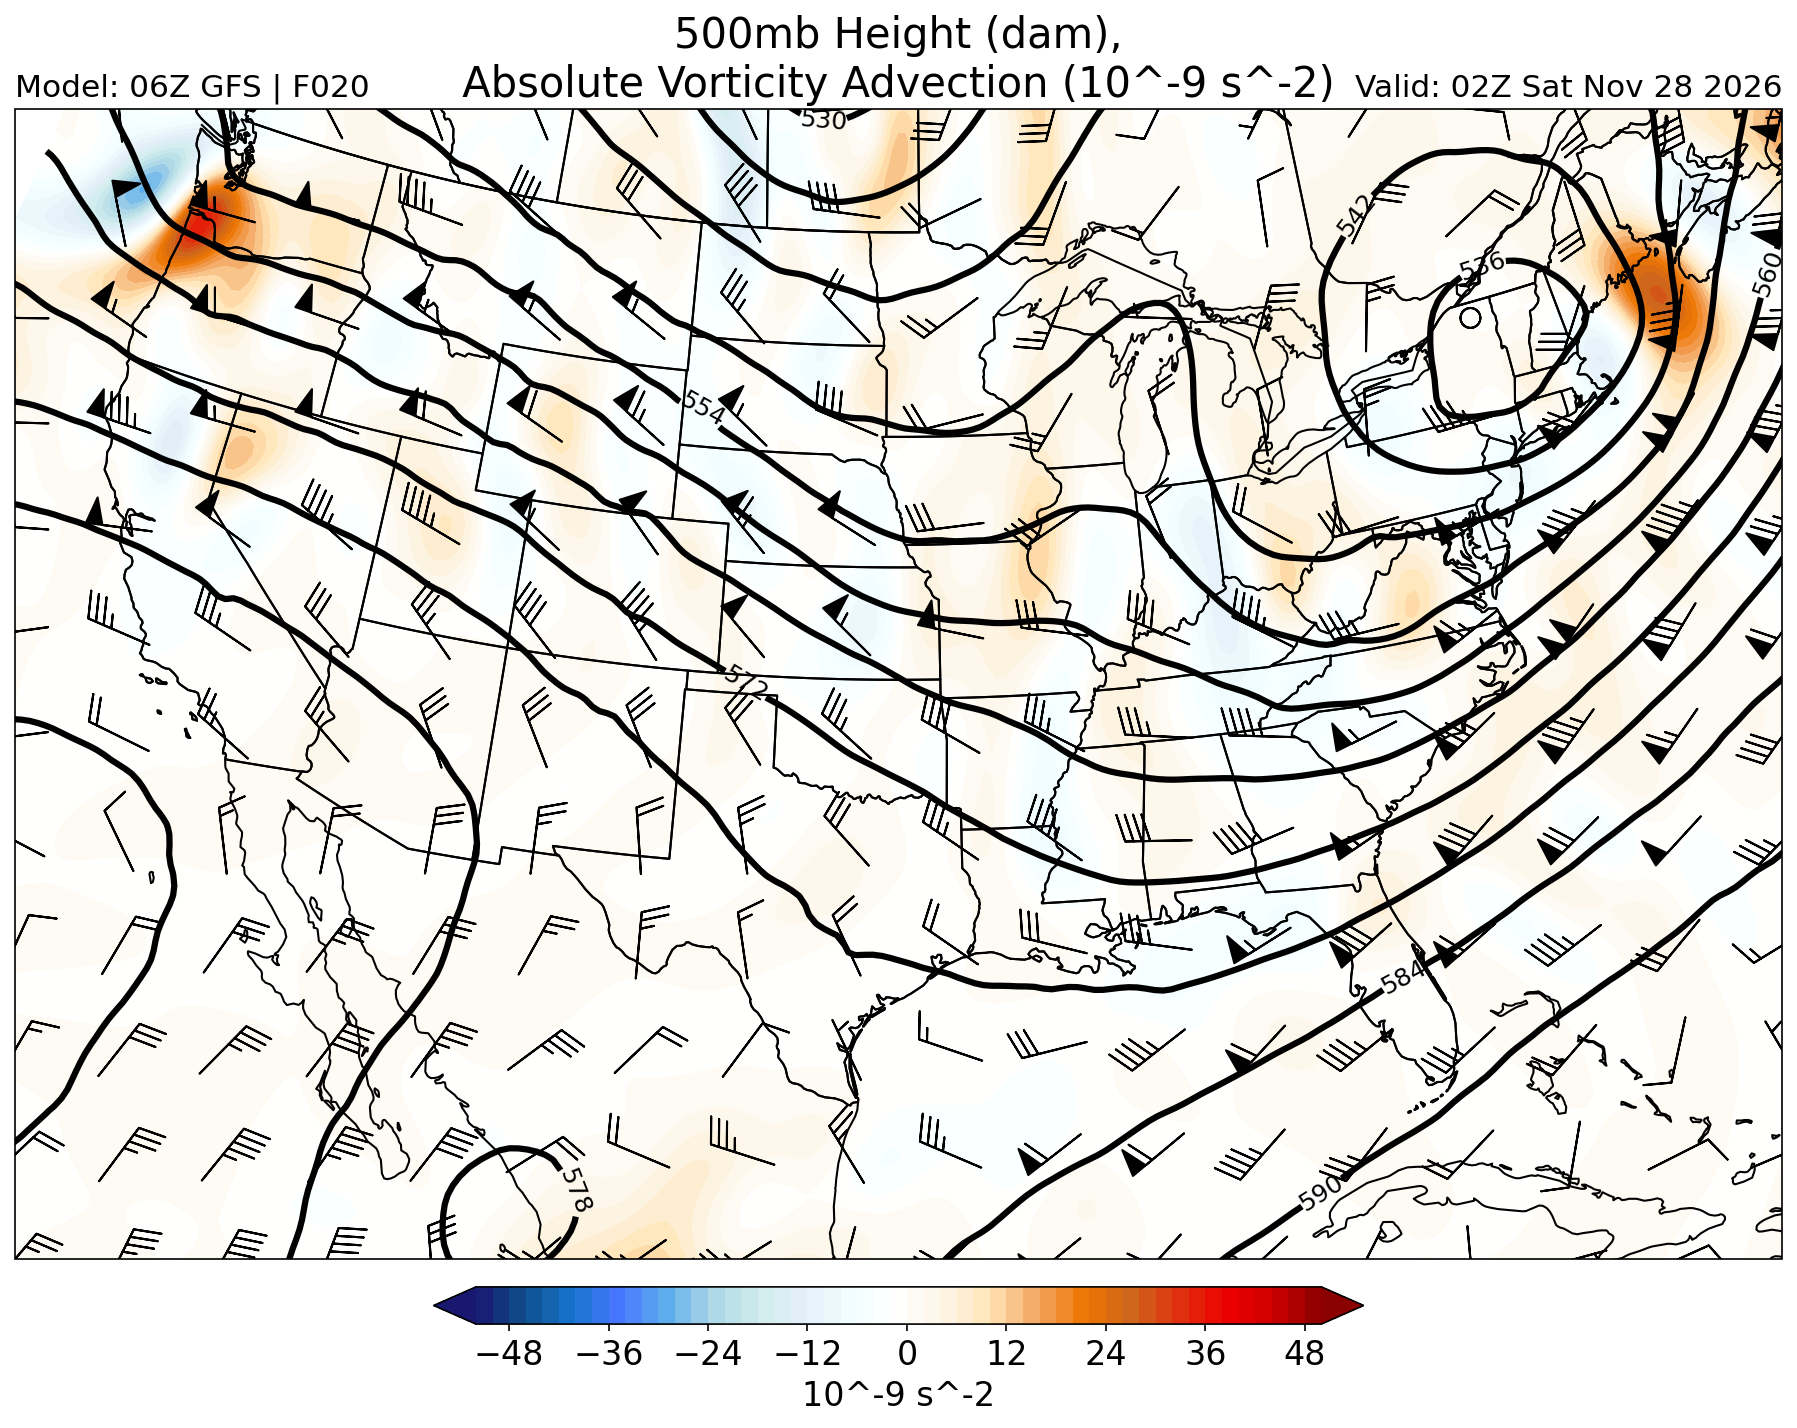 500mb Height (dam),
Model: 06Z GFS | F020
Absolute Vorticity Advection (10^-9 s^-2)
Valid: 02Z Sat Nov 28 2026
530
542
536
560
554
572
584
578
590
−48 −36 −24 −12 0 12 24 36 48
10^-9 s^-2